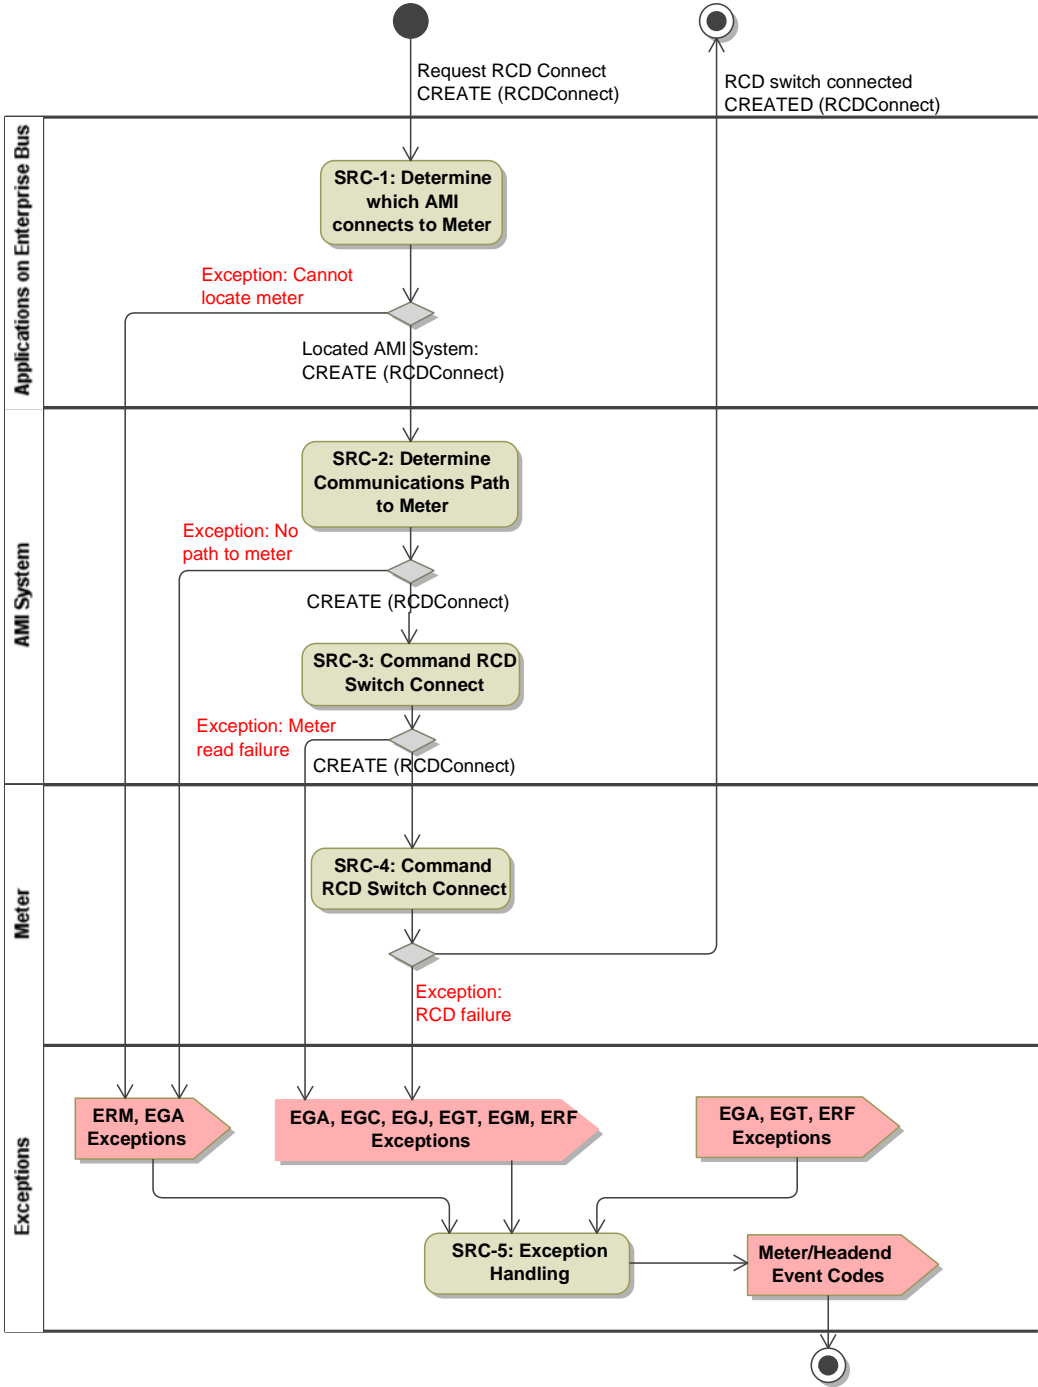 Request RCD Connect
CREATE (RCDConnect)
RCD switch connected
CREATED (RCDConnect)
Applications on Enterprise Bus
SRC-1: Determine
which AMI
connects to Meter
Exception: Cannot
locate meter
Located AMI System:
CREATE (RCDConnect)
AMI System
SRC-2: Determine
Communications Path
to Meter
Exception: No
path to meter
CREATE (RCDConnect)
SRC-3: Command RCD
Switch Connect
Exception: Meter
read failure
CREATE (RCDConnect)
Meter
SRC-4: Command
RCD Switch Connect
Exception:
RCD failure
Exceptions
ERM, EGA
Exceptions
EGA, EGC, EGJ, EGT, EGM, ERF
Exceptions
EGA, EGT, ERF
Exceptions
SRC-5: Exception
Handling
Meter/Headend
Event Codes